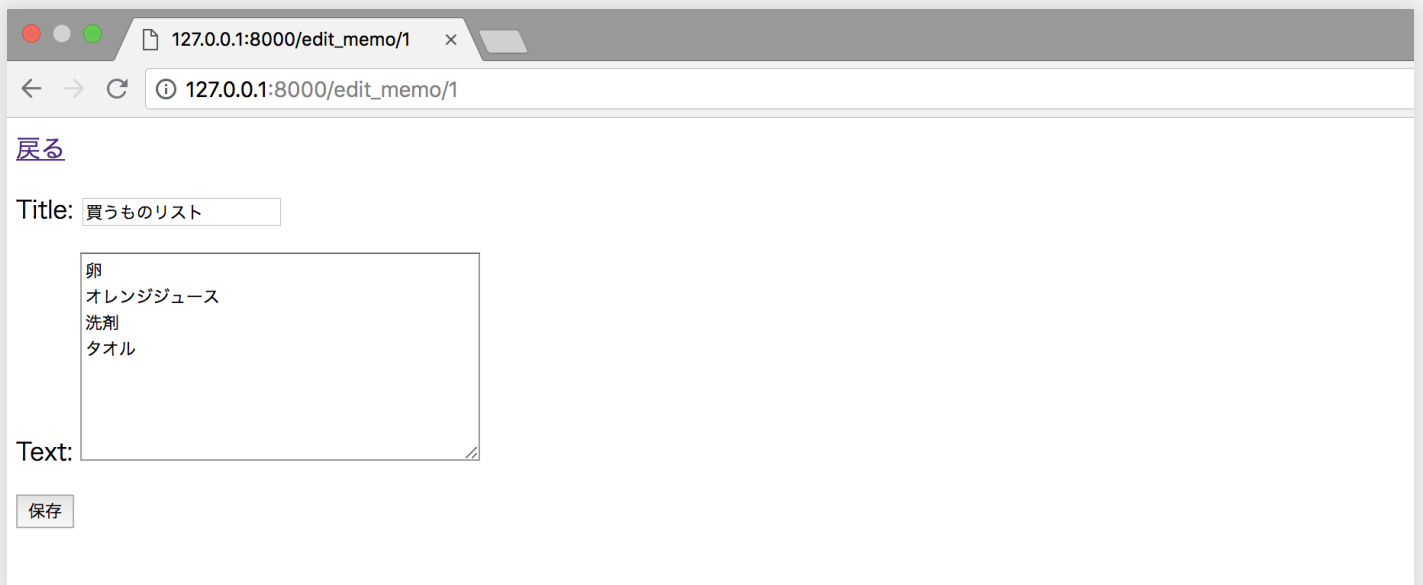 127.0.0.1:8000/edit_memo/1
127.0.0.1:8000/edit_memo/1
戻る
Title: 買うものリスト
卵
オレンジジュース
洗剤
タオル
Text:
保存